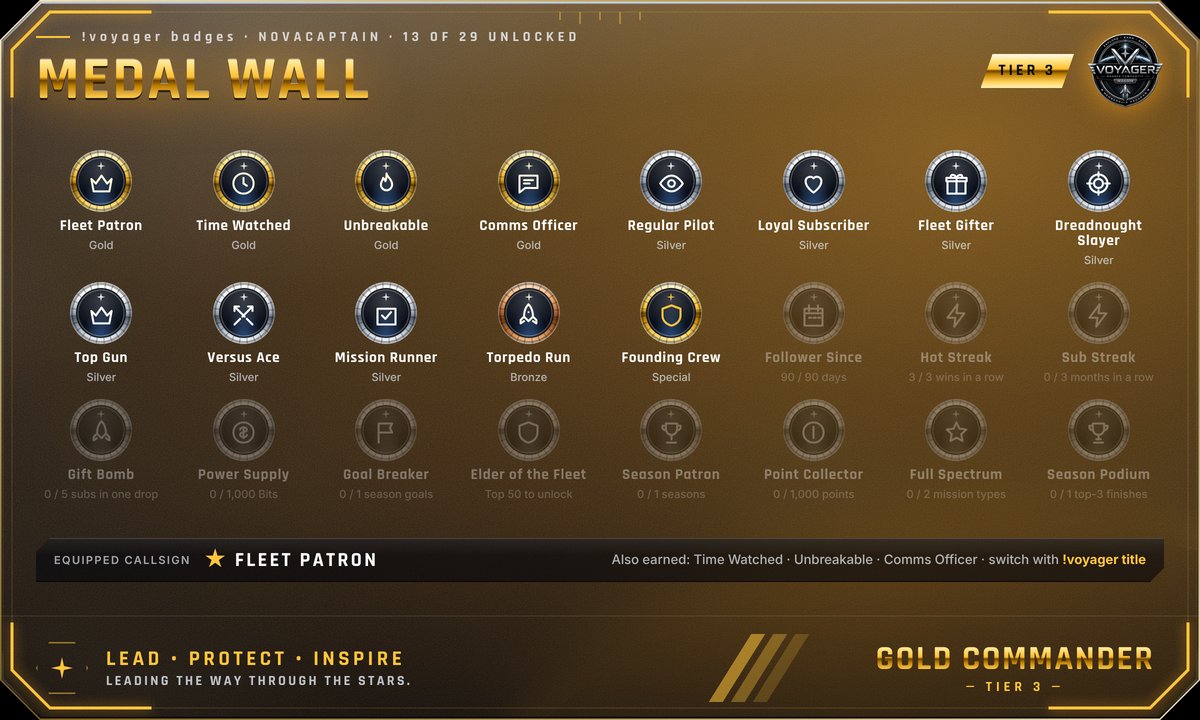 !voyager badges · NOVACAPTAIN · 13 OF 29 UNLOCKED
MEDAL WALL
TIER 3
VOYAGER
Fleet Patron
Gold
Time Watched
Gold
Unbreakable
Gold
Comms Officer
Gold
Regular Pilot
Silver
Loyal Subscriber
Silver
Fleet Gifter
Silver
Dreadnought
Slayer
Silver
Top Gun
Silver
Versus Ace
Silver
Mission Runner
Silver
Torpedo Run
Bronze
Founding Crew
Special
Follower Since
90 / 90 days
Hot Streak
3 / 3 wins in a row
Sub Streak
0 / 3 months in a row
Gift Bomb
0 / 5 subs in one drop
Power Supply
0 / 1,000 Bits
Goal Breaker
0 / 1 season goals
Elder of the Fleet
Top 50 to unlock
Season Patron
0 / 1 seasons
Point Collector
0 / 1,000 points
Full Spectrum
0 / 2 mission types
Season Podium
0 / 1 top-3 finishes
EQUIPPED CALLSIGN ★ FLEET PATRON
Also earned: Time Watched · Unbreakable · Comms Officer · switch with !voyager title
LEAD · PROTECT · INSPIRE
LEADING THE WAY THROUGH THE STARS.
GOLD COMMANDER
– TIER 3 –